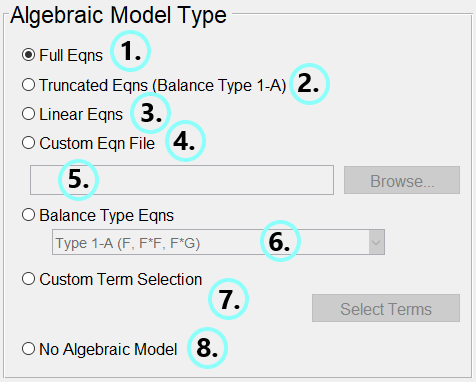 Algebraic Model Type
Full Eqns 1.
Truncated Eqns (Balance Type 1-A) 2.
Linear Eqns 3.
Custom Eqn File 4.
5. Browse...
Balance Type Eqns
Type 1-A (F, F*F, F*G) 6.
Custom Term Selection
7.
Select Terms
No Algebraic Model 8.